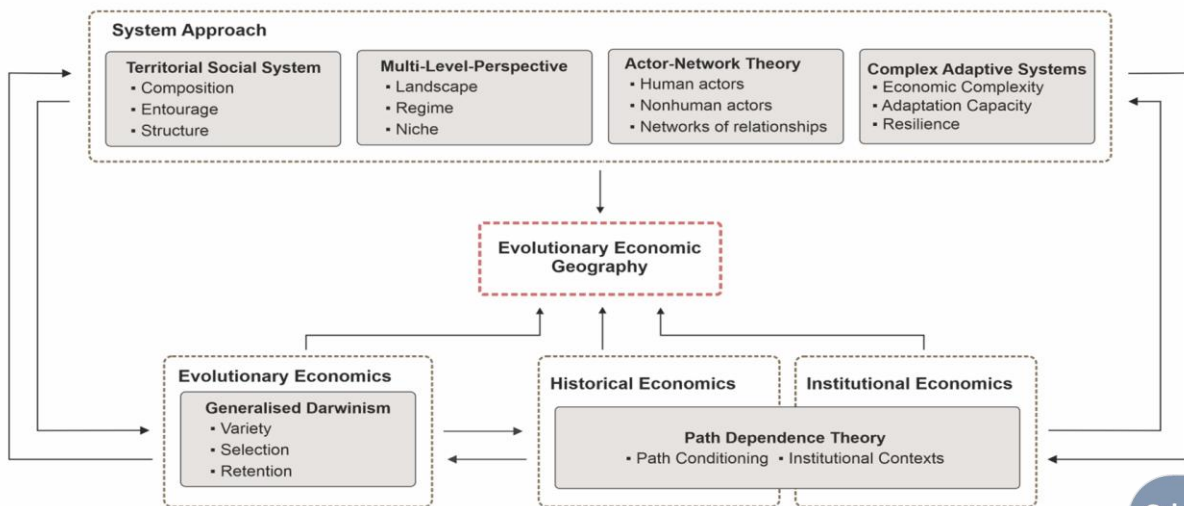 System Approach
Territorial Social System
▪ Composition
▪ Entourage
▪ Structure
Multi-Level-Perspective
▪ Landscape
▪ Regime
▪ Niche
Actor-Network Theory
▪ Human actors
▪ Nonhuman actors
▪ Networks of relationships
Complex Adaptive Systems
▪ Economic Complexity
▪ Adaptation Capacity
▪ Resilience
Evolutionary Economic
Geography
Evolutionary Economics
Generalised Darwinism
▪ Variety
▪ Selection
▪ Retention
Historical Economics
Institutional Economics
Path Dependence Theory
▪ Path Conditioning ▪ Institutional Contexts